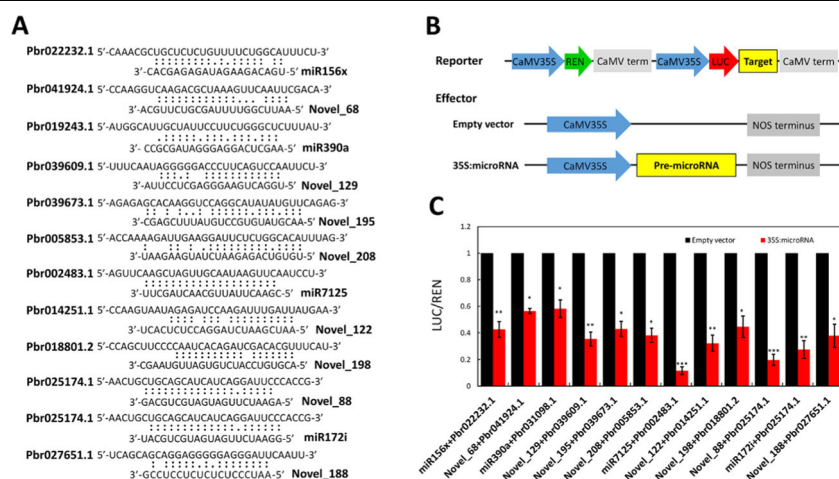 A
Pbr022232.1 5'-CAAACGCUGCUCUCUGUUUUCUGGCAUUUCU-3'
3'-CACGAGAGAUAGAAGACAGU-5' miR156x
Pbr041924.1 5'-CCAAGGUCAAGACGCUAAAGUUCAAUUCGACA-3'
3'-ACGUUCUGCGAUUUUGGCUUAA-5' Novel_68
Pbr019243.1 5'-AUGGCAUUGCUAUUCCUUCUGGGCUCUUUAU-3'
3'- CCGCGAUAGGGAGGACUCGAA-5' miR390a
Pbr039609.1 5'-UUUCAAUAGGGGGACCCUUCAGUCCAAUUCU-3'
3'-AUUCCUCGAGGGAAGUCAGGU-5' Novel_129
Pbr039673.1 5'-AGAGAGCACAAGGUCCAGGCAUAUAUGUUCAGAG-3'
3'-CGAGCUUUAUGUCCGUGUAUGCAA-5' Novel_195
Pbr005853.1 5'-ACCAAAAGAUUGAAGGAUUCUCUGGCACAUUUAG-3'
3'-UAAGAAGUAUCUAAGAGACUGUGU-5' Novel_208
Pbr002483.1 5'-AGUUCAAGCUAGUUGCAAUAAGUUCAAUCCU-3'
3'-UUCGAUCAACGUUAUUCAAGC-5' miR7125
Pbr014251.1 5'-CCAAGUAAUAGAGAUCCAAGAUUUGAUUAUGAA-3'
3'-UCACUCUCCAGGAUCUAAGCUAA-5' Novel_122
Pbr018801.2 5'-CCAGCUUCCCCAAUCACAGAUCGACACGUUUCAU-3'
3'-CGAAUGUUAGUGUCUACCUGUGCA-5' Novel_198
Pbr025174.1 5'-AACUGCUGCAGCAUCAUCAGGAUUCCCACCG-3'
3'-GACGUCGUAGUAGUUCUAAGA-5' Novel_88
Pbr025174.1 5'-AACUGCUGCAGCAUCAUCAGGAUUCCCACCG-3'
3'-UACGUCGUAGUAGUUCUAAGG-5' miR172i
Pbr027651.1 5'-UCAGCAGCAGGAGGGGGAGGGAUUCAAUU-3'
3'-GCCUCCUCUCUCUCCCUAA-5' Novel_188
B
Reporter CaMV35S REN CaMV term CaMV35S LUC Target CaMV term
Effector
Empty vector CaMV35S NOS terminus
35S:microRNA CaMV35S Pre-microRNA NOS terminus
C
Empty vector 35S:microRNA
LUC/REN
1.2
1
0.8
0.6
0.4
0.2
0
** * * ** * * *** ** * *** ** *
miR156x+Pbr022232.1
Novel_68+Pbr041924.1
miR390a+Pbr031098.1
Novel_129+Pbr039609.1
Novel_195+Pbr039673.1
Novel_208+Pbr005853.1
miR7125+Pbr002483.1
Novel_122+Pbr014251.1
Novel_198+Pbr018801.2
Novel_88+Pbr025174.1
miR172i+Pbr025174.1
Novel_188+Pbr027651.1